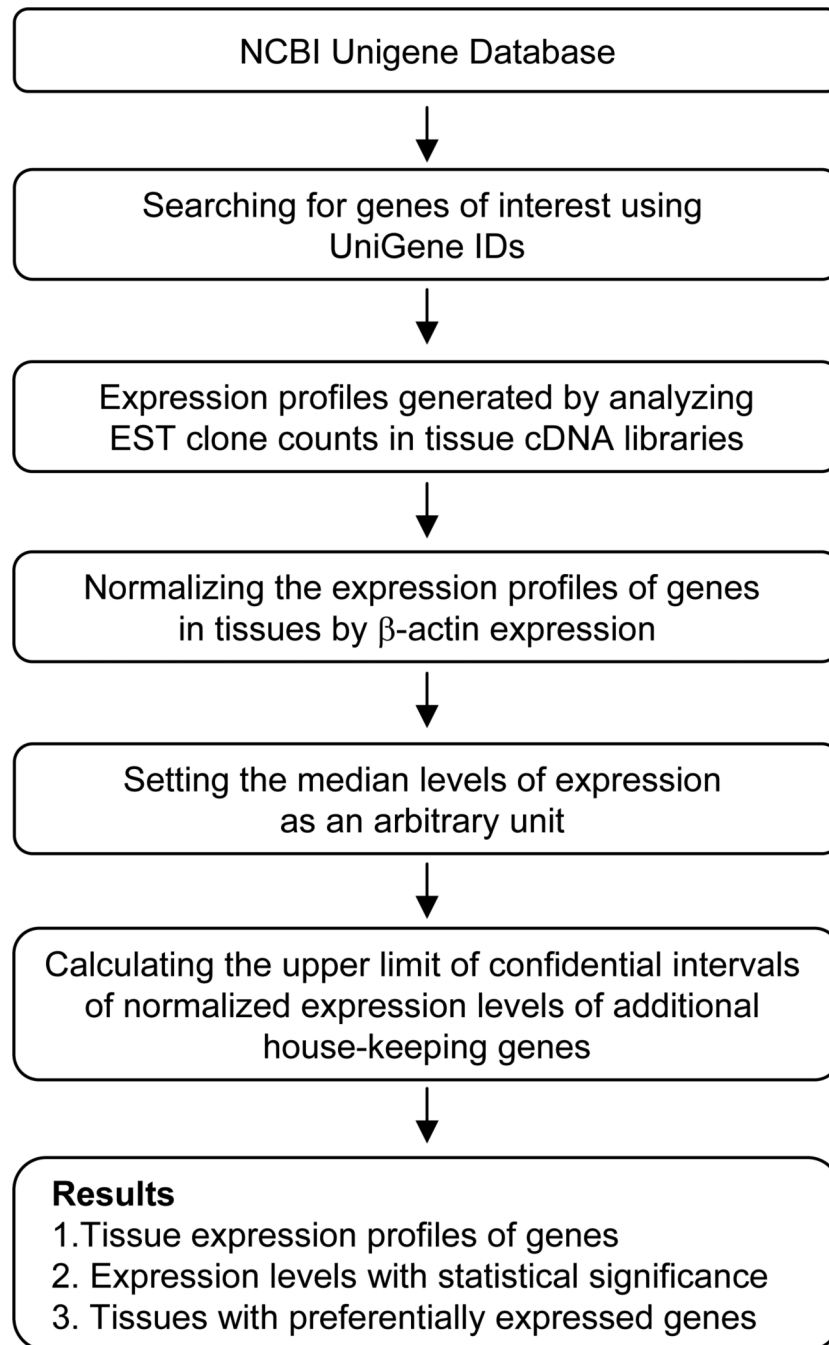 NCBI Unigene Database
Searching for genes of interest using
UniGene IDs
Expression profiles generated by analyzing
EST clone counts in tissue cDNA libraries
Normalizing the expression profiles of genes
in tissues by β-actin expression
Setting the median levels of expression
as an arbitrary unit
Calculating the upper limit of confidential intervals
of normalized expression levels of additional
house-keeping genes
Results
1.Tissue expression profiles of genes
2. Expression levels with statistical significance
3. Tissues with preferentially expressed genes